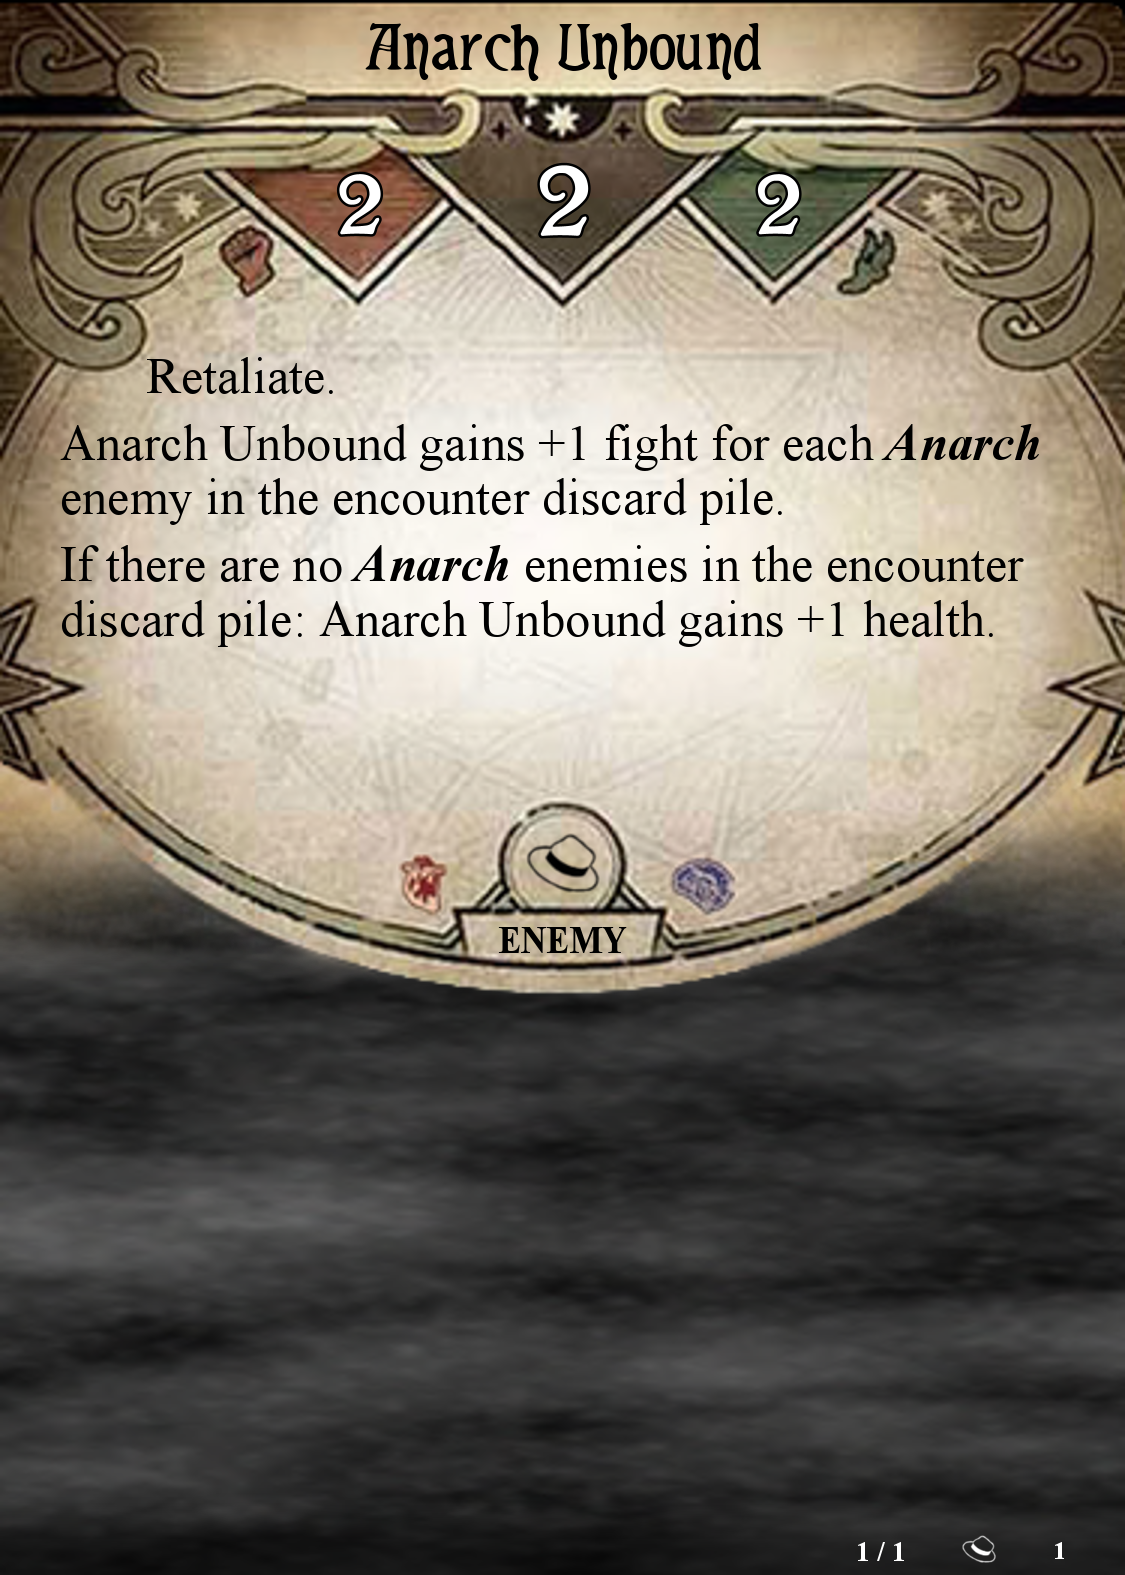 Anarch Unbound
2 2 2
Retaliate.
Anarch Unbound gains +1 fight for each Anarch
enemy in the encounter discard pile.
If there are no Anarch enemies in the encounter
discard pile: Anarch Unbound gains +1 health.
ENEMY
1 / 1 1